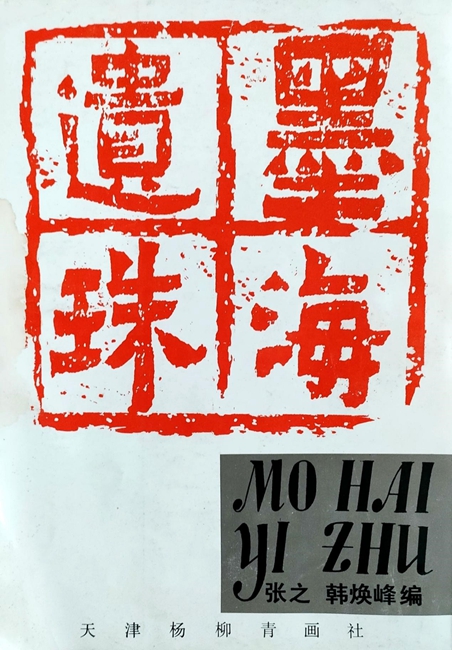 墨海
遺珠
MO HAI
YI ZHU
张之 韩焕峰编
天津杨柳青画社